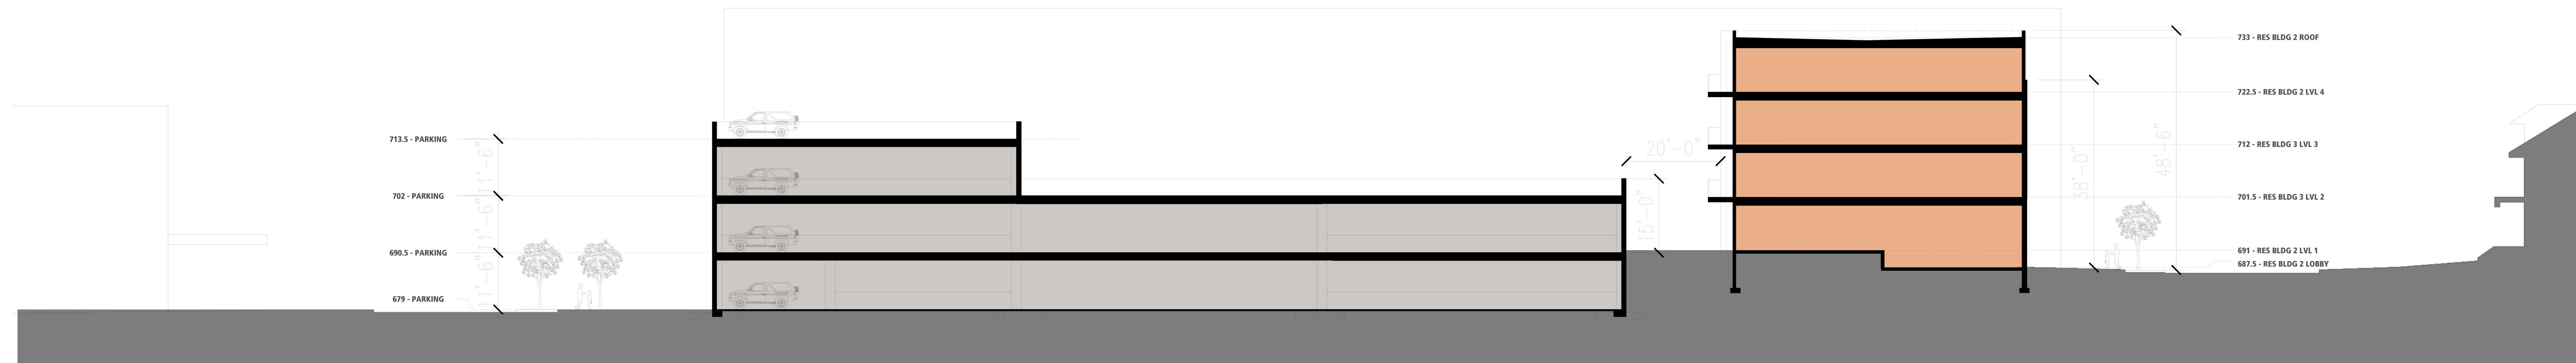 713.5 - PARKING
702 - PARKING
690.5 - PARKING
679 - PARKING
11'-6"
11'-6"
11'-6"
20'-0"
15'-0"
38'-0"
48'-6"
733 - RES BLDG 2 ROOF
722.5 - RES BLDG 2 LVL 4
712 - RES BLDG 3 LVL 3
701.5 - RES BLDG 3 LVL 2
691 - RES BLDG 2 LVL 1
687.5 - RES BLDG 2 LOBBY